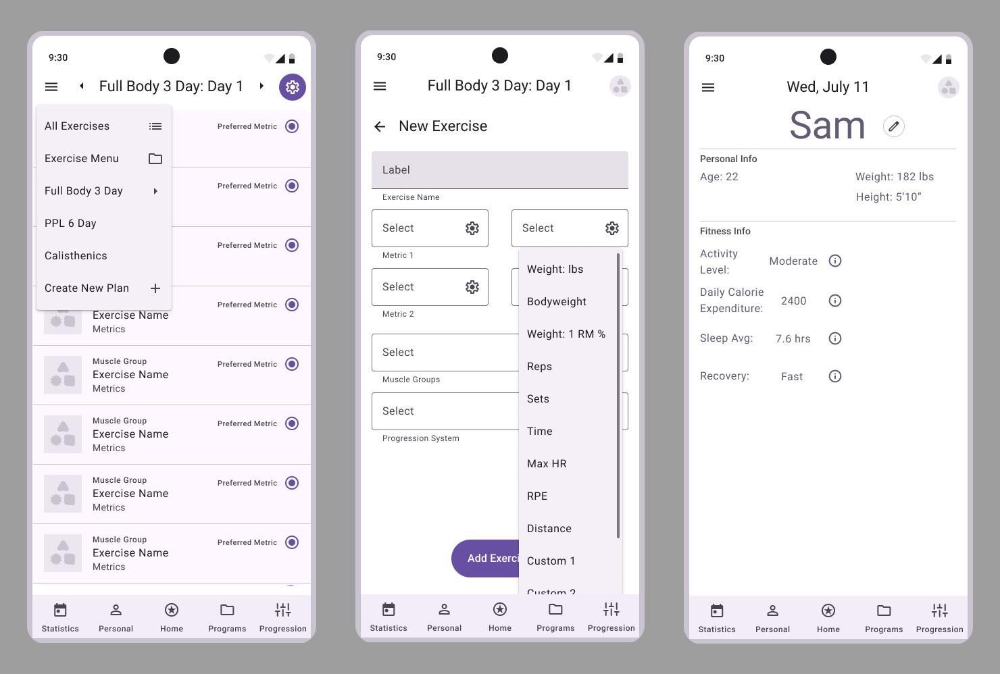 9:30
Full Body 3 Day: Day 1
All Exercises
Exercise Menu
Full Body 3 Day
PPL 6 Day
Calisthenics
Create New Plan
Preferred Metric
Preferred Metric
Preferred Metric
Preferred Metric
Exercise Name
Metrics
Muscle Group
Exercise Name
Metrics
Preferred Metric
Muscle Group
Exercise Name
Metrics
Preferred Metric
Muscle Group
Exercise Name
Metrics
Preferred Metric
Muscle Group
Exercise Name
Metrics
Preferred Metric
Statistics
Personal
Home
Programs
Progression
9:30
Full Body 3 Day: Day 1
New Exercise
Label
Exercise Name
Select
Metric 1
Select
Select
Metric 2
Select
Muscle Groups
Select
Progression System
Weight: lbs
Bodyweight
Weight: 1 RM %
Reps
Sets
Time
Max HR
RPE
Distance
Custom 1
Custom 2
Add Exerci
Statistics
Personal
Home
Programs
Progression
9:30
Wed, July 11
Sam
Personal Info
Age: 22
Weight: 182 lbs
Height: 5’10”
Fitness Info
Activity
Level:
Moderate
Daily Calorie
Expenditure:
2400
Sleep Avg:
7.6 hrs
Recovery:
Fast
Statistics
Personal
Home
Programs
Progression